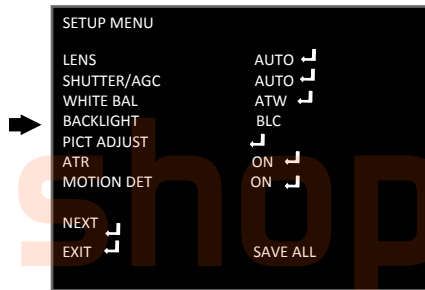 SETUP MENU
LENS AUTO
SHUTTER/AGC AUTO
WHITE BAL ATW
BACKLIGHT BLC
PICT ADJUST
ATR ON
MOTION DET ON
NEXT
EXIT SAVE ALL
shop